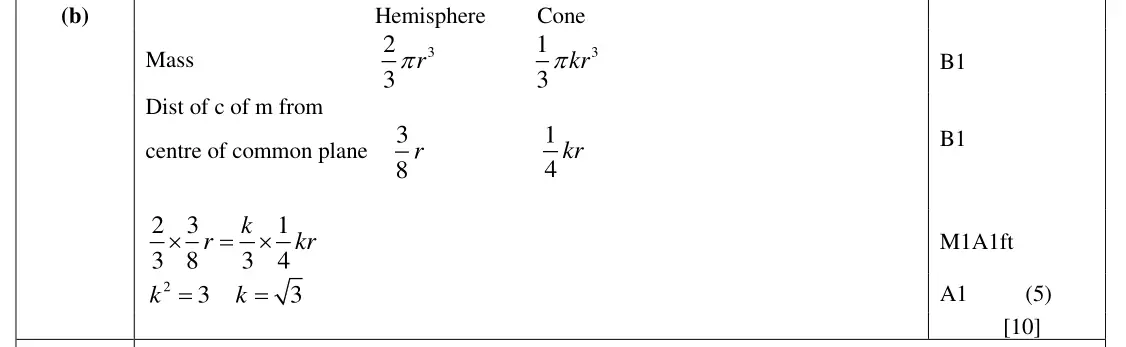 (b) Hemisphere Cone
Mass 2/3 πr³ 1/3 πkr³ B1
Dist of c of m from
centre of common plane 3/8 r 1/4 kr B1
2/3 × 3/8 r = k/3 × 1/4 kr M1A1ft
k² = 3 k = √3 A1 (5)
[10]